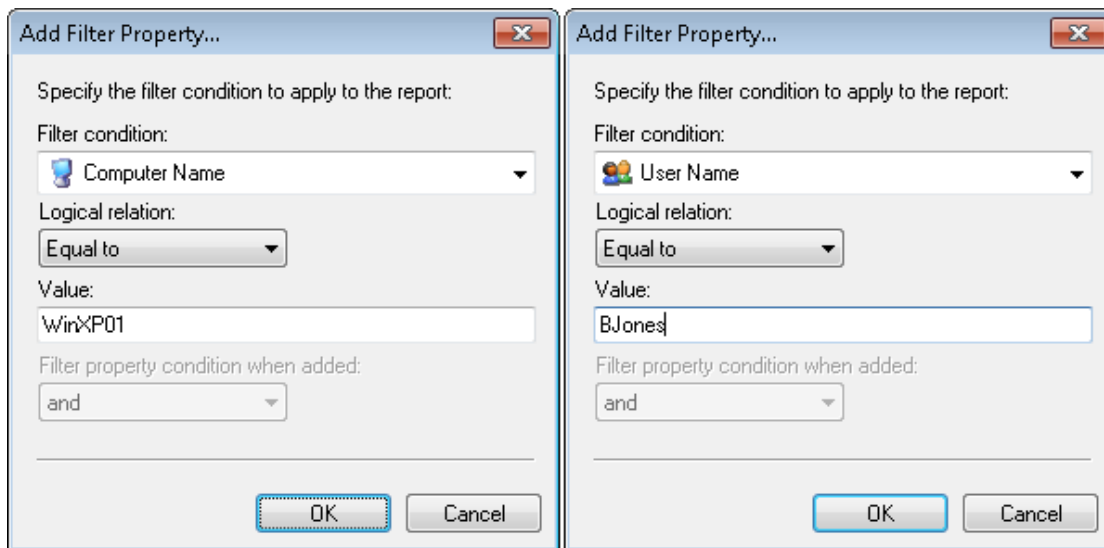 Add Filter Property...
Specify the filter condition to apply to the report:
Filter condition:
Computer Name
Logical relation:
Equal to
Value:
WinXP01
Filter property condition when added:
and
OK
Cancel
Add Filter Property...
Specify the filter condition to apply to the report:
Filter condition:
User Name
Logical relation:
Equal to
Value:
BJones
Filter property condition when added:
and
OK
Cancel